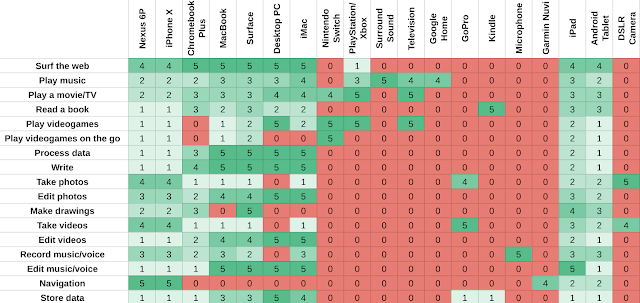 Nexus 6P
iPhone X
Chromebook
Plus
MacBook
Surface
Desktop PC
iMac
Nintendo
Switch
PlayStation/
Xbox
Surround
Sound
Television
Google
Home
GoPro
Kindle
Microphone
Garmin Nuvi
iPad
Android
Tablet
DSLR
Camera
Surf the web 4 4 5 5 5 5 5 0 1 0 0 0 0 0 0 0 4 4 0
Play music 2 2 2 3 3 3 4 0 3 5 4 4 0 0 0 0 3 2 0
Play a movie/TV 2 2 3 3 3 4 4 4 5 0 5 0 0 0 0 0 3 3 0
Read a book 1 1 3 2 3 2 2 0 0 0 0 0 0 5 0 0 3 3 0
Play videogames 1 1 0 1 2 5 2 5 5 0 5 0 0 0 0 0 2 1 0
Play videogames on the go 1 1 0 1 2 0 0 5 0 0 0 0 0 0 0 0 2 1 0
Process data 1 1 3 5 5 5 5 0 0 0 0 0 0 0 0 0 2 1 0
Write 1 1 4 5 5 5 5 0 0 0 0 0 0 0 0 0 2 1 0
Take photos 4 4 1 1 1 0 1 0 0 0 0 0 4 0 0 0 2 2 5
Edit photos 3 3 2 4 4 5 5 0 0 0 0 0 0 0 0 0 3 2 0
Make drawings 2 2 3 0 5 0 0 0 0 0 0 0 0 0 0 0 4 3 0
Take videos 4 4 1 1 1 0 1 0 0 0 0 0 5 0 0 0 2 2 4
Edit videos 1 1 2 4 4 5 5 0 0 0 0 0 0 0 0 0 2 1 0
Record music/voice 3 3 2 3 2 0 3 0 0 0 0 0 0 0 5 0 3 3 0
Edit music/voice 1 1 1 5 5 5 5 0 0 0 0 0 0 0 0 0 5 1 0
Navigation 5 5 0 0 0 0 0 0 0 0 0 0 0 0 0 4 2 2 0
Store data 1 1 1 3 3 5 4 0 0 0 0 0 1 1 0 0 2 2 0